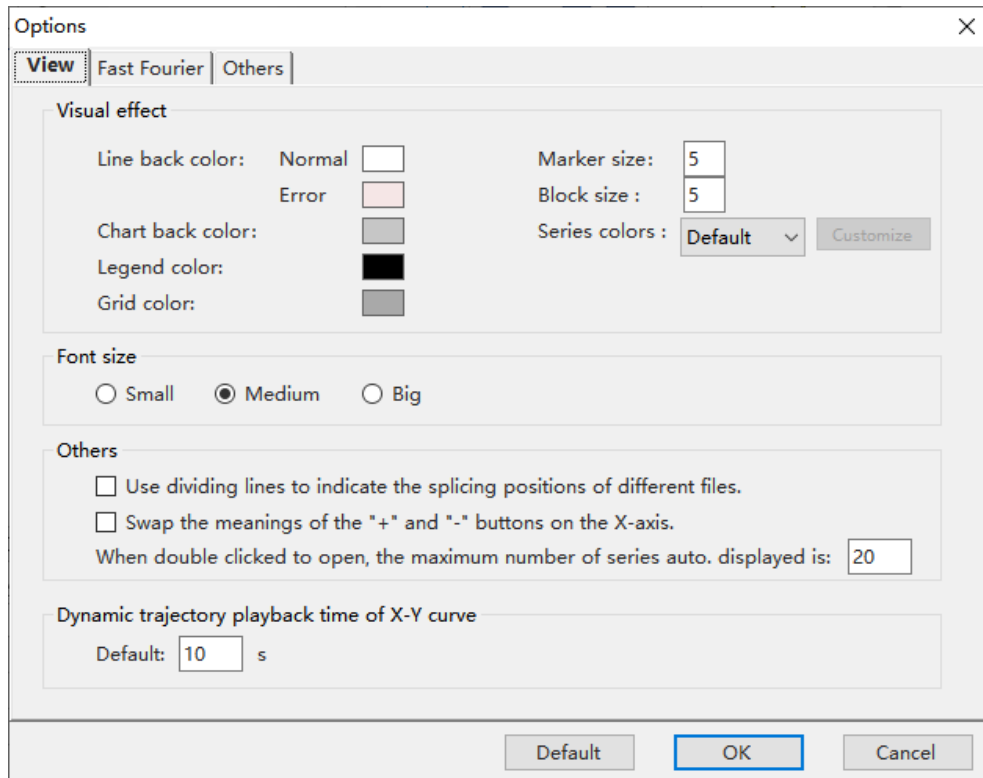 Options
View Fast Fourier Others
Visual effect
Line back color: Normal Marker size: 5
Error Block size : 5
Chart back color: Series colors : Default Customize
Legend color:
Grid color:
Font size
Small Medium Big
Others
Use dividing lines to indicate the splicing positions of different files.
Swap the meanings of the "+" and "-" buttons on the X-axis.
When double clicked to open, the maximum number of series auto. displayed is: 20
Dynamic trajectory playback time of X-Y curve
Default: 10 s
Default OK Cancel